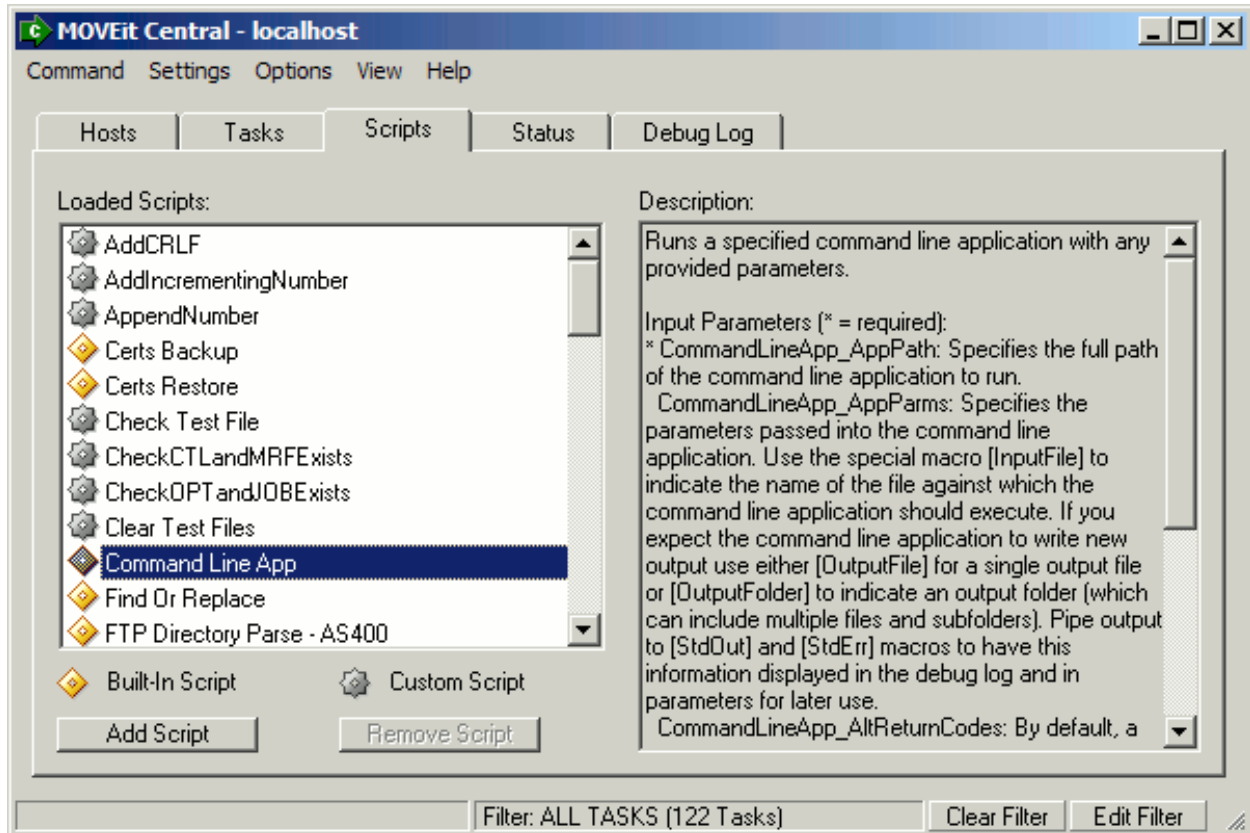 MOVEit Central - localhost
Command Settings Options View Help
Hosts Tasks Scripts Status Debug Log
Loaded Scripts:
AddCRLF
AddIncrementingNumber
AppendNumber
Certs Backup
Certs Restore
Check Test File
CheckCTLandMRFExists
CheckOPTandJOBExists
Clear Test Files
Command Line App
Find Or Replace
FTP Directory Parse - AS400
Built-In Script
Custom Script
Add Script
Remove Script
Description:
Runs a specified command line application with any
provided parameters.
Input Parameters (* = required):
* CommandLineApp_AppPath: Specifies the full path
of the command line application to run.
CommandLineApp_AppParms: Specifies the
parameters passed into the command line
application. Use the special macro [InputFile] to
indicate the name of the file against which the
command line application should execute. If you
expect the command line application to write new
output use either [OutputFile] for a single output file
or [OutputFolder] to indicate an output folder (which
can include multiple files and subfolders). Pipe output
to [StdOut] and [StdErr] macros to have this
information displayed in the debug log and in
parameters for later use.
CommandLineApp_AltReturnCodes: By default, a
Filter: ALL TASKS (122 Tasks)
Clear Filter
Edit Filter